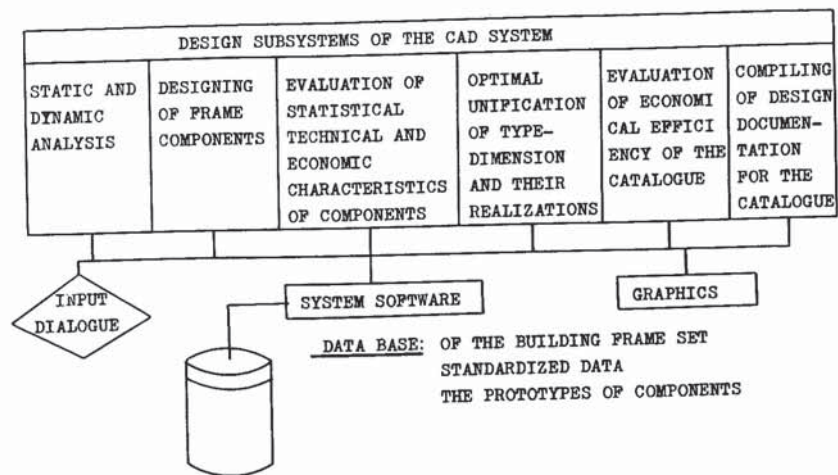 DESIGN SUBSYSTEMS OF THE CAD SYSTEM
STATIC AND
DYNAMIC
ANALYSIS
DESIGNING
OF FRAME
COMPONENTS
EVALUATION OF
STATISTICAL
TECHNICAL AND
ECONOMIC
CHARACTERISTICS
OF COMPONENTS
OPTIMAL
UNIFICATION
OF TYPE-
DIMENSION
AND THEIR
REALIZATIONS
EVALUATION
OF ECONOMI
CAL EFFICI
ENCY OF THE
CATALOGUE
COMPILING
OF DESIGN
DOCUMEN-
TATION
FOR THE
CATALOGUE
INPUT
DIALOGUE
SYSTEM SOFTWARE
GRAPHICS
DATA BASE: OF THE BUILDING FRAME SET
STANDARDIZED DATA
THE PROTOTYPES OF COMPONENTS